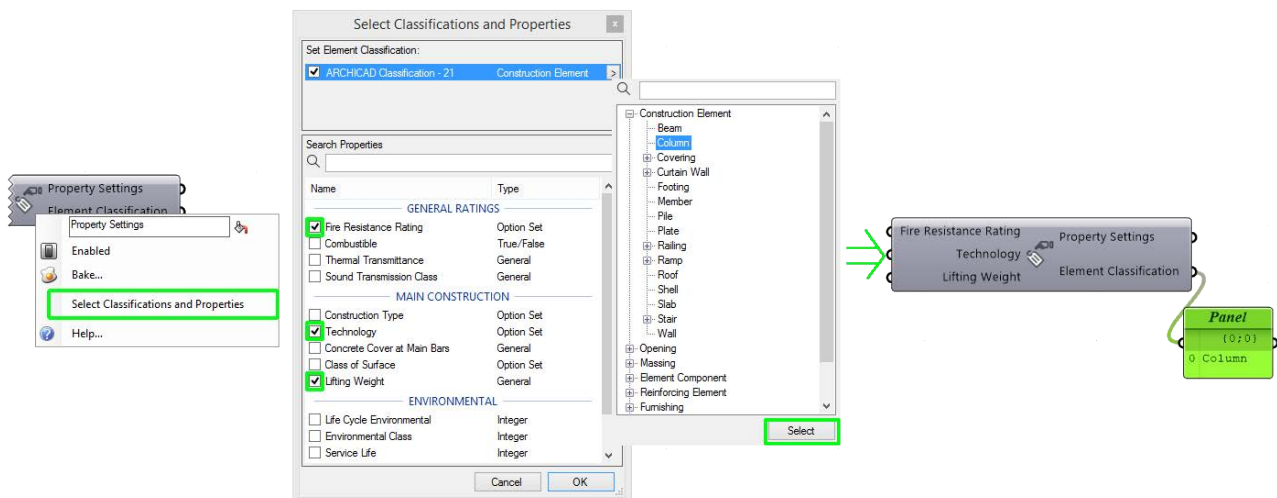 Property Settings
Element Classification
Property Settings
Enabled
Bake...
Select Classifications and Properties
Help...
Select Classifications and Properties
x
Set Element Classification:
ARCHICAD Classification - 21 Construction Element >
Search Properties
Name Type
GENERAL RATINGS
Fire Resistance Rating Option Set
Combustible True/False
Thermal Transmittance General
Sound Transmission Class General
MAIN CONSTRUCTION
Construction Type Option Set
Technology Option Set
Concrete Cover at Main Bars General
Class of Surface Option Set
Lifting Weight General
ENVIRONMENTAL
Life Cycle Environmental Integer
Environmental Class Integer
Service Life Integer
Cancel OK
Construction Element
Beam
Column
Covering
Curtain Wall
Footing
Member
Pile
Plate
Railing
Ramp
Roof
Shell
Slab
Stair
Wall
Opening
Massing
Element Component
Reinforcing Element
Furnishing
Select
Fire Resistance Rating
Technology
Lifting Weight
Property Settings
Element Classification
Panel
{0;0}
0 Column